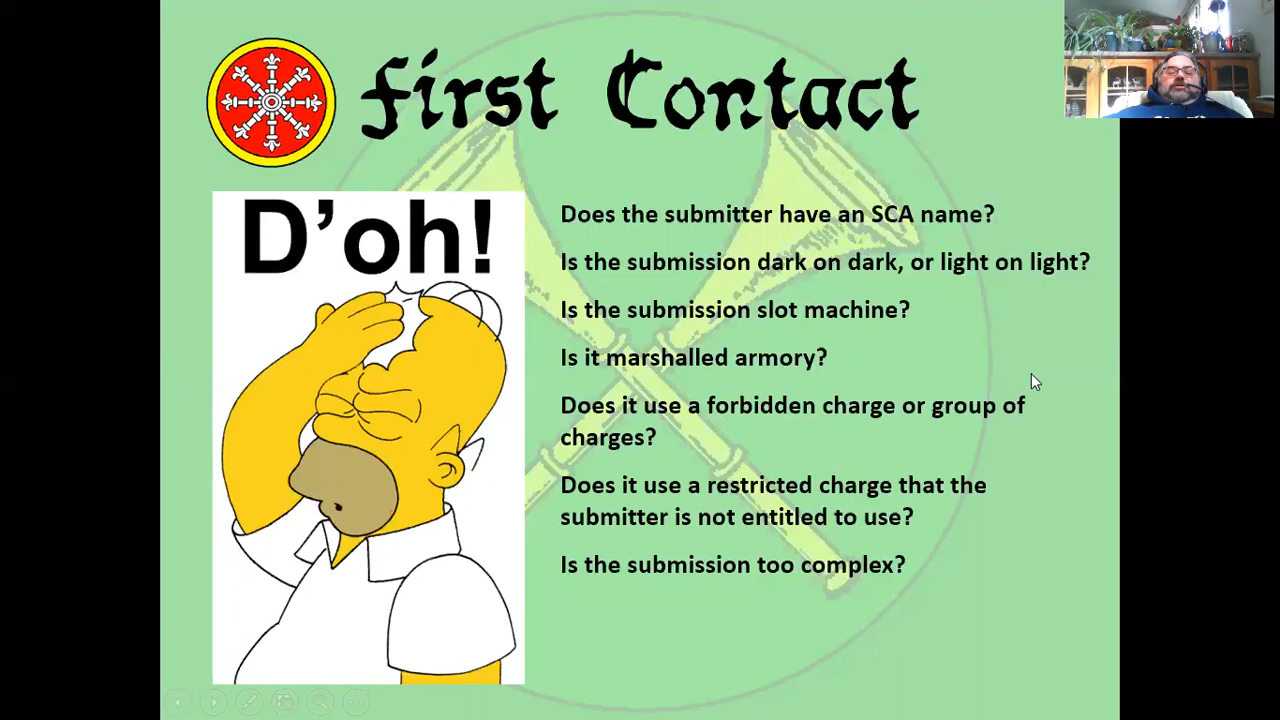 First Contact
D'oh!
Does the submitter have an SCA name?
Is the submission dark on dark, or light on light?
Is the submission slot machine?
Is it marshalled armory?
Does it use a forbidden charge or group of
charges?
Does it use a restricted charge that the
submitter is not entitled to use?
Is the submission too complex?